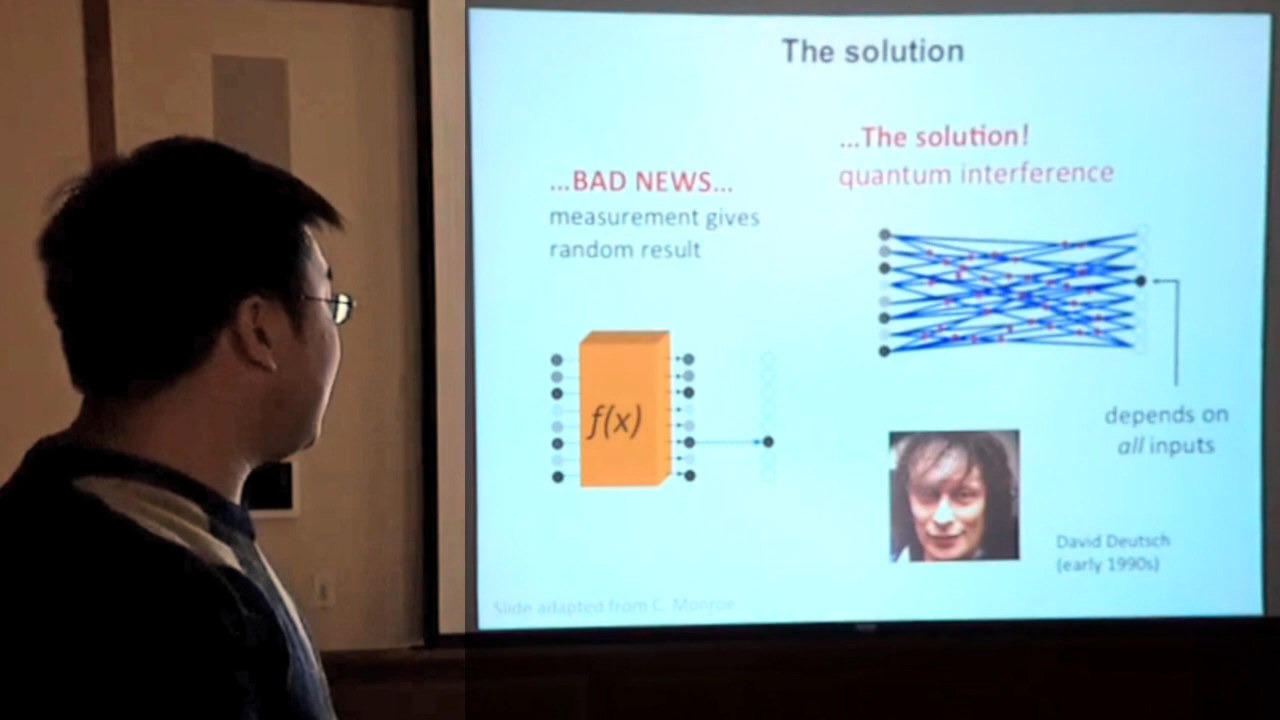 The solution
...BAD NEWS...
measurement gives
random result
f(x)
...The solution!
quantum interference
depends on
all inputs
David Deutsch
(early 1990s)
Slide adapted from C. Monroe